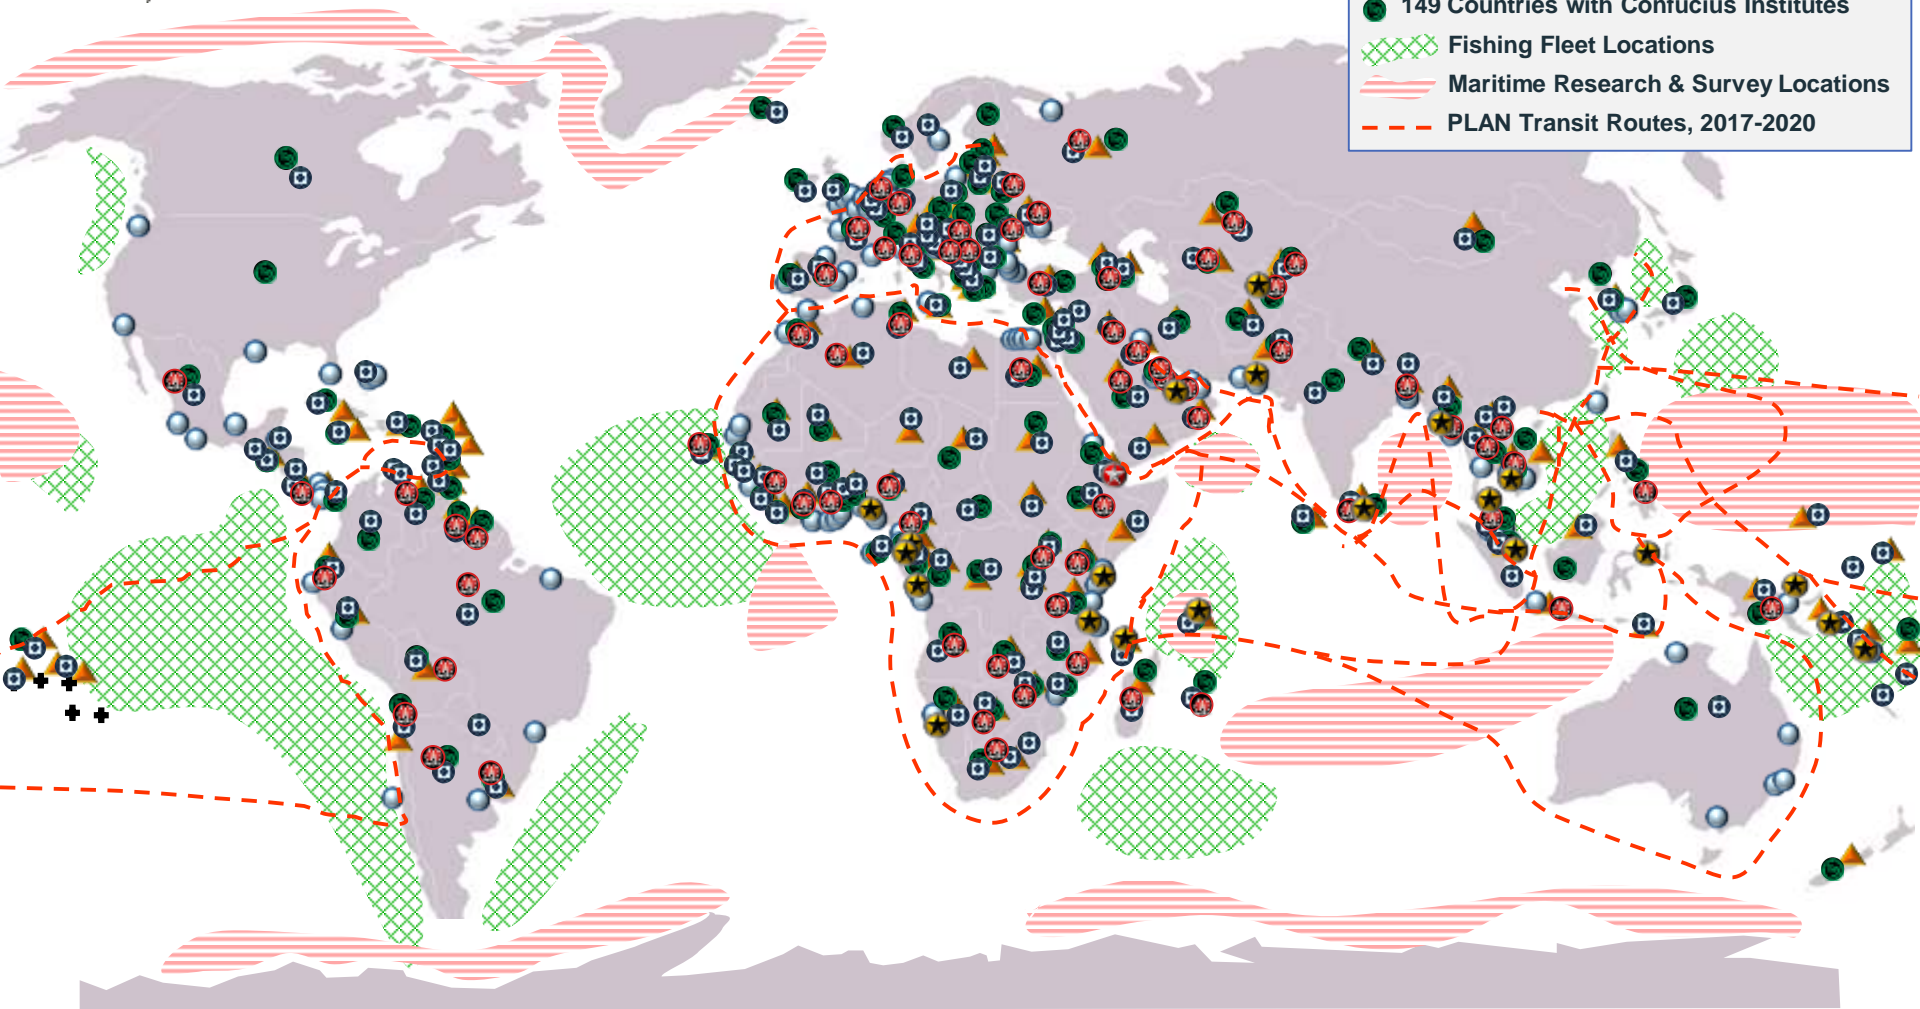 149 Countries with Confucius Institutes
Fishing Fleet Locations
Maritime Research & Survey Locations
PLAN Transit Routes, 2017-2020